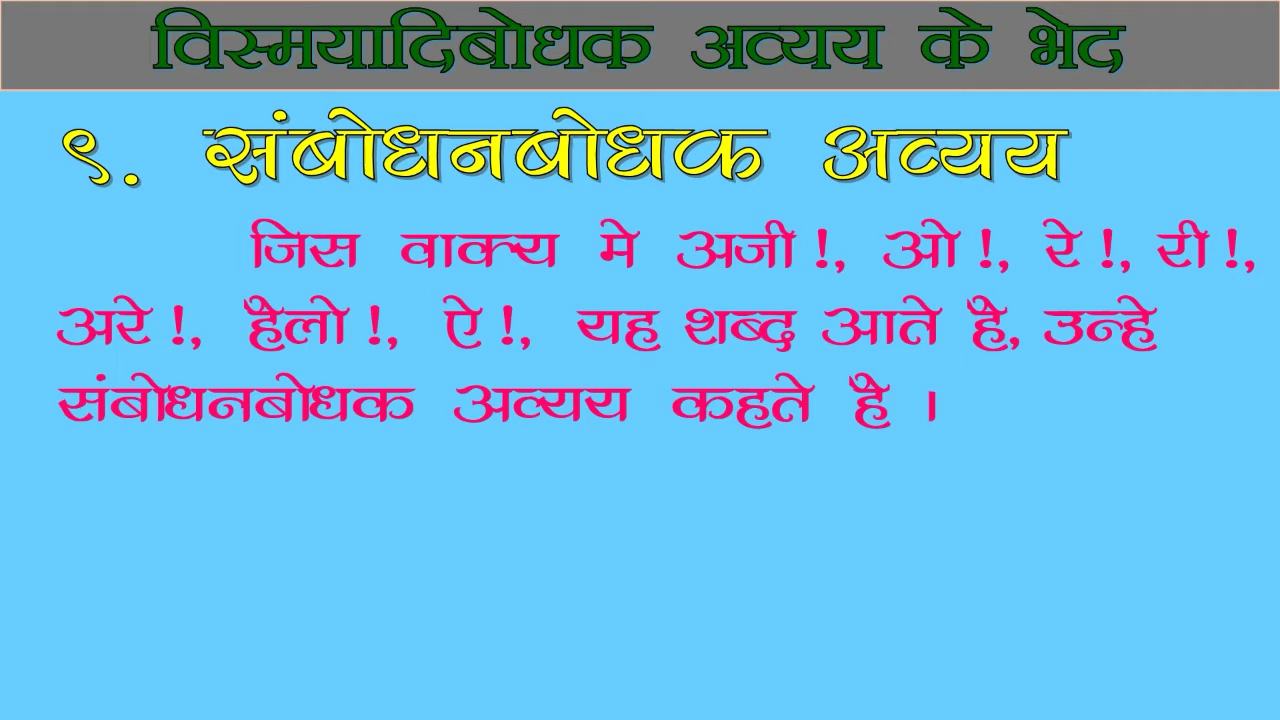 विस्मयादिबोधक अव्यय के भेद
९. संबोधनबोधक अव्यय
जिस वाक्य मे अजी !, ओ !, रे !, री !,
अरे !, हैलो !, ऐ !, यह शब्द आते है, उन्हे
संबोधनबोधक अव्यय कहते है ।